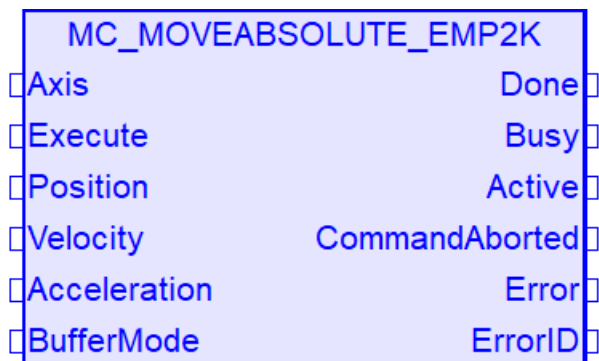 MC_MOVEABSOLUTE_EMP2K
Axis Done
Execute Busy
Position Active
Velocity CommandAborted
Acceleration Error
BufferMode ErrorID